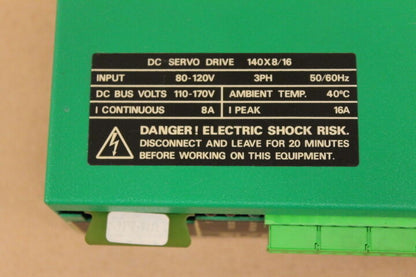 DC SERVO DRIVE 140X8/16
INPUT 80-120V 3PH 50/60Hz
DC BUS VOLTS 110-170V AMBIENT TEMP. 40°C
I CONTINUOUS 8A I PEAK 16A
DANGER! ELECTRIC SHOCK RISK.
DISCONNECT AND LEAVE FOR 20 MINUTES
BEFORE WORKING ON THIS EQUIPMENT.